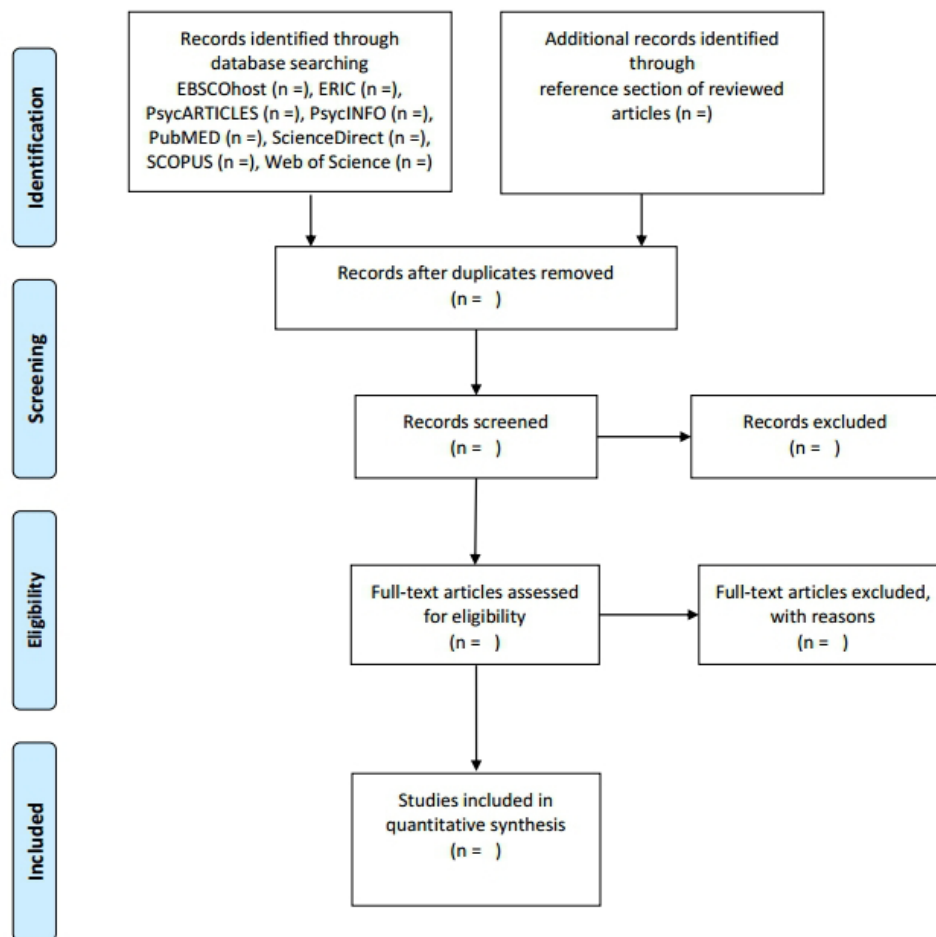 Identification
Records identified through
database searching
EBSCOhost (n =), ERIC (n =),
PsycARTICLES (n =), PsycINFO (n =),
PubMED (n =), ScienceDirect (n =),
SCOPUS (n =), Web of Science (n =)
Additional records identified
through
reference section of reviewed
articles (n =)
Records after duplicates removed
(n =   )
Screening
Records screened
(n =   )
Records excluded
(n =   )
Eligibility
Full-text articles assessed
for eligibility
(n =   )
Full-text articles excluded,
with reasons
(n =   )
Included
Studies included in
quantitative synthesis
(n =   )